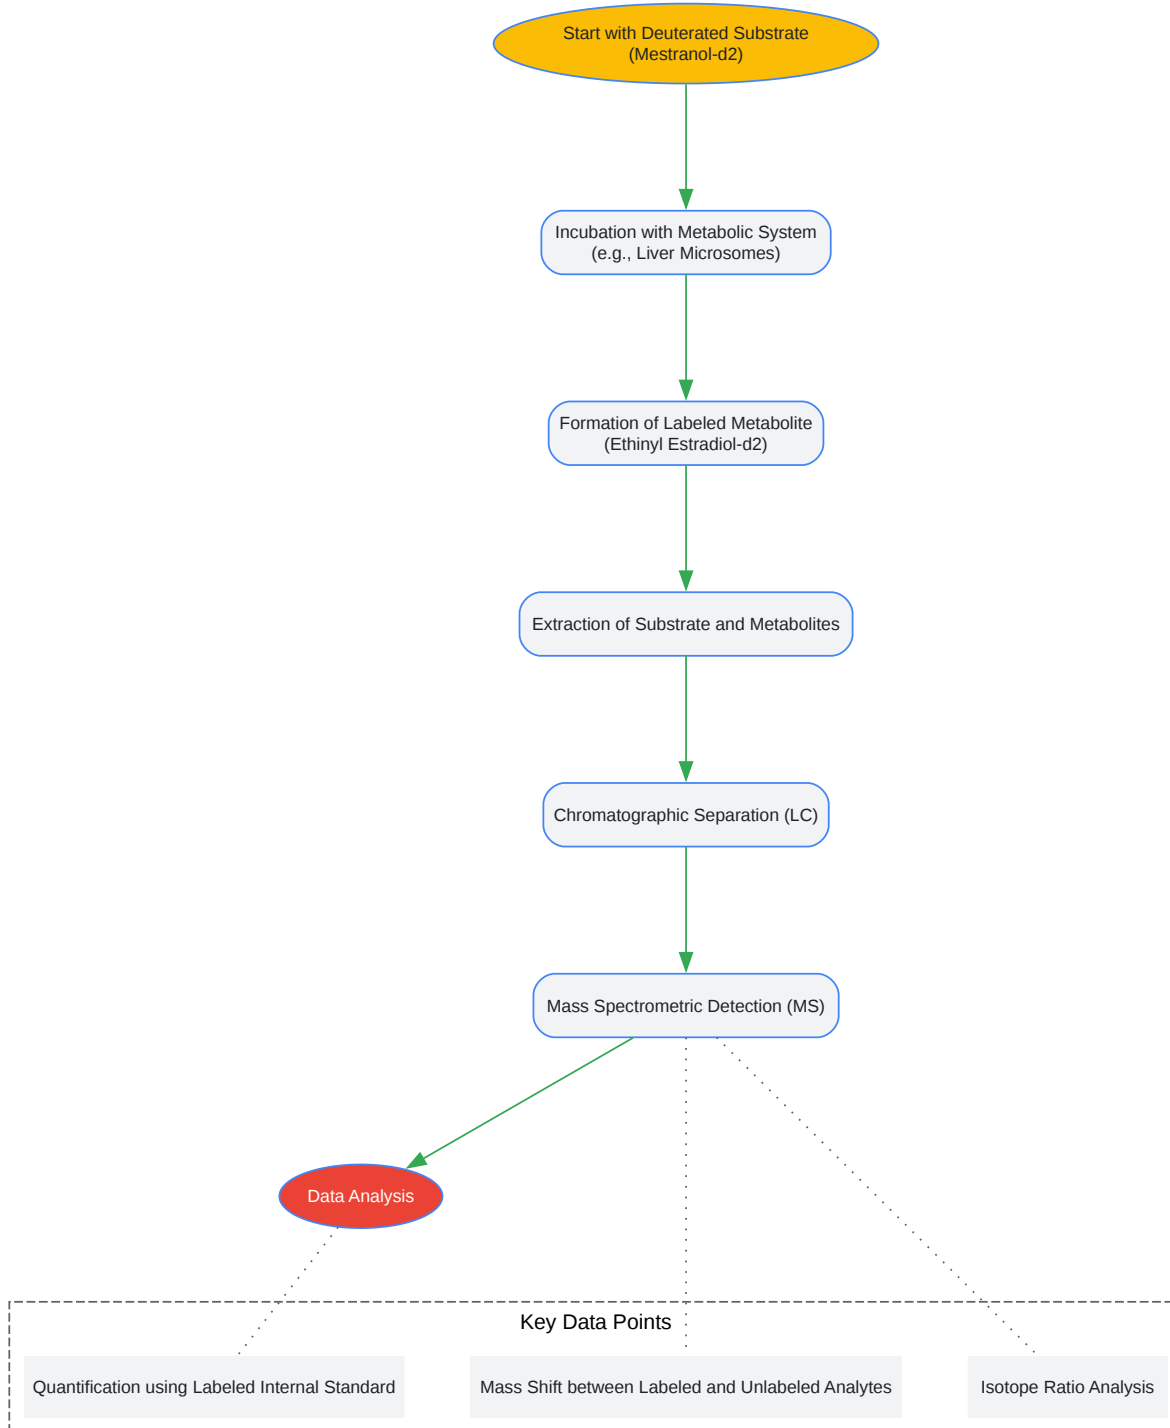 Start with Deuterated Substrate
(Mestranol-d2)
Incubation with Metabolic System
(e.g., Liver Microsomes)
Formation of Labeled Metabolite
(Ethinyl Estradiol-d2)
Extraction of Substrate and Metabolites
Chromatographic Separation (LC)
Mass Spectrometric Detection (MS)
Data Analysis
Key Data Points
Quantification using Labeled Internal Standard
Mass Shift between Labeled and Unlabeled Analytes
Isotope Ratio Analysis